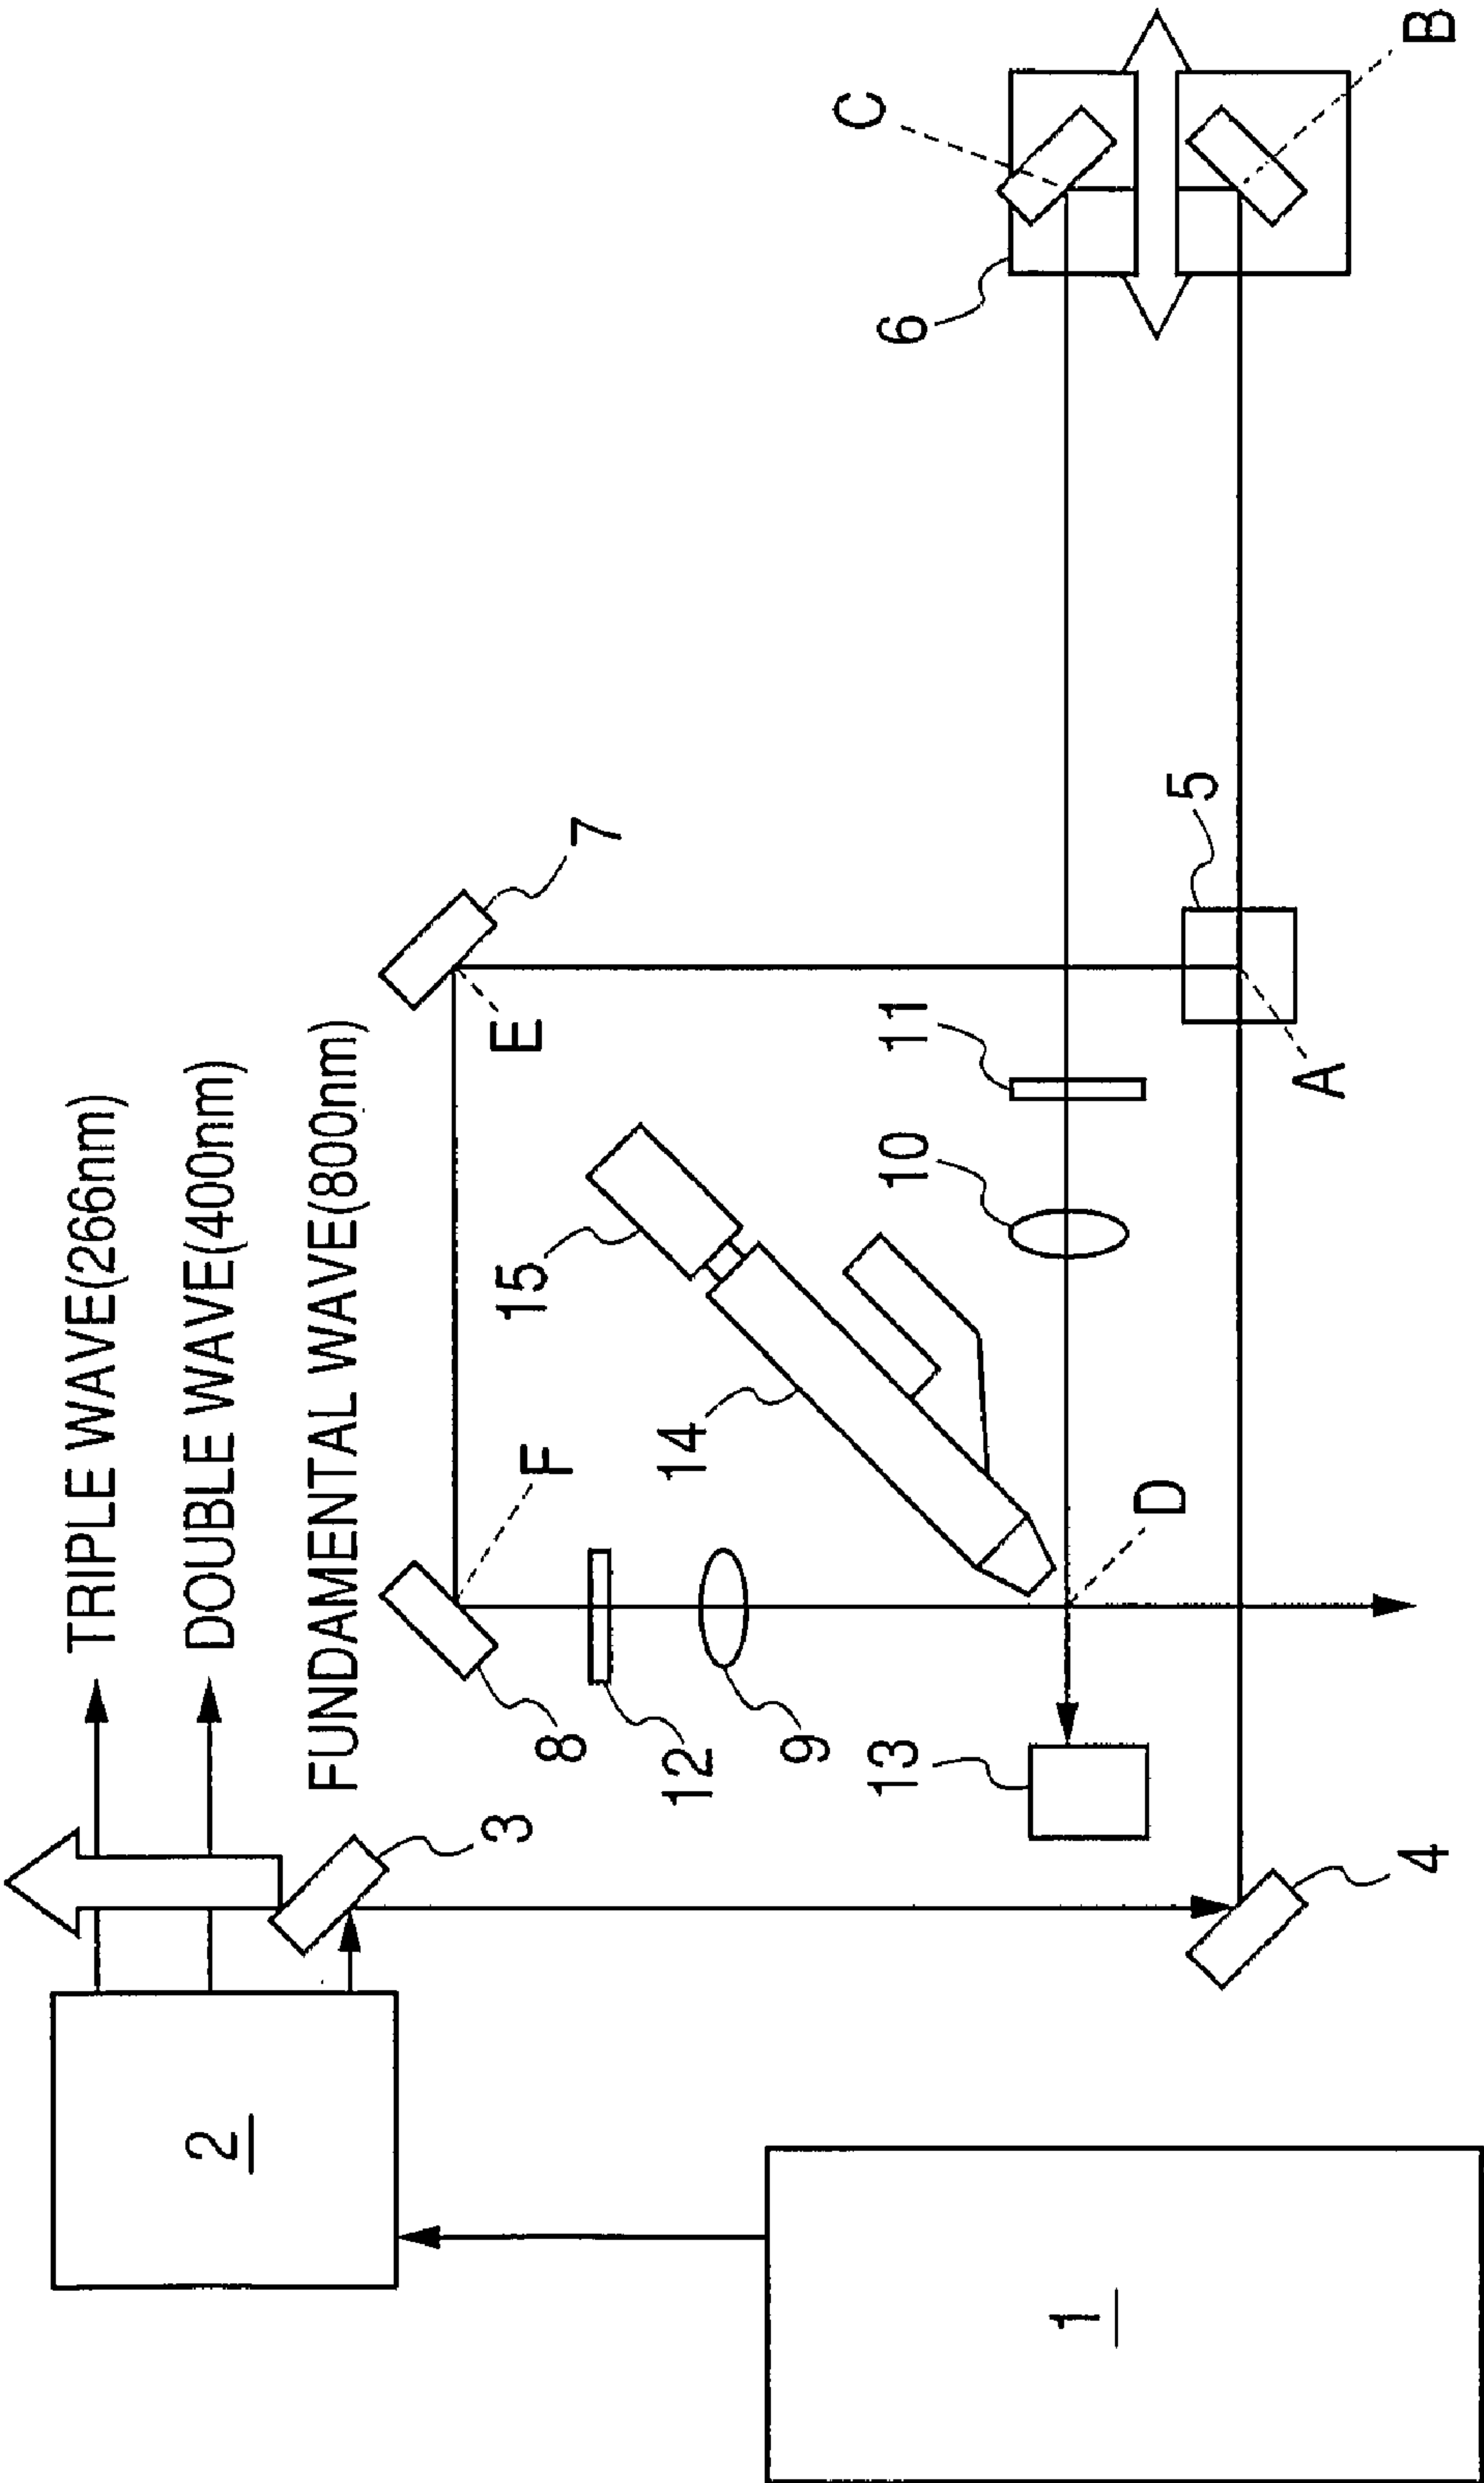 TRIPLE WAVE(266nm)
DOUBLE WAVE(400nm)
FUNDAMENTAL WAVE(800nm)
1
2
3
4
5
6
7
8
9
10
11
12
13
14
15
A
B
C
D
E
F